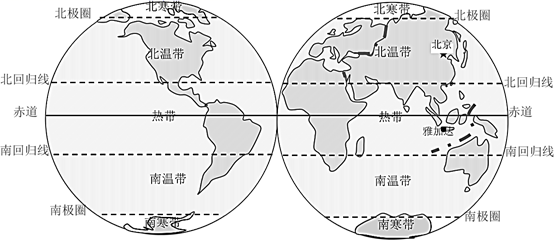 北寒带 北寒带
北极圈 北极圈
北温带 北温带 北京
北回归线 北回归线
赤道 热带 赤道
雅加达
南回归线 南回归线
南温带 南温带
南极圈 南极圈
南寒带 南寒带